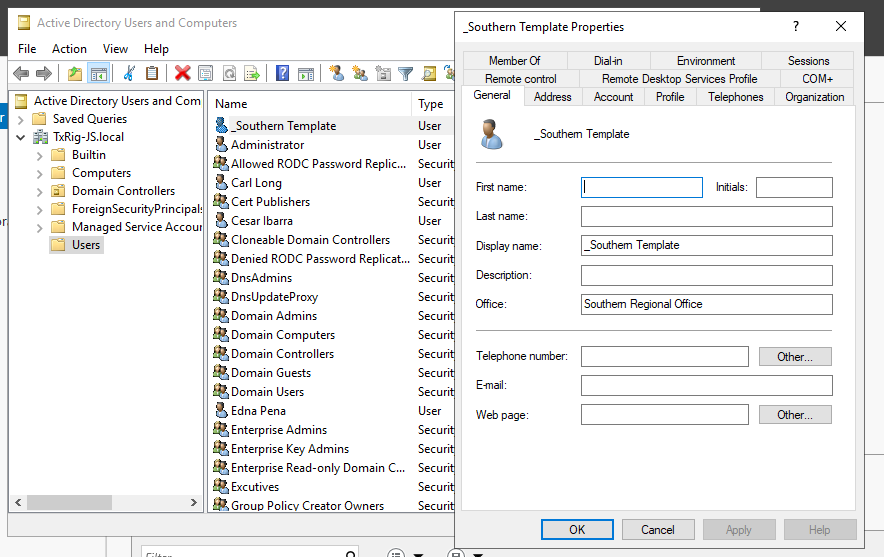 Active Directory Users and Computers
File Action View Help
Active Directory Users and Com
Saved Queries
TxRig-JS.local
Builtin
Computers
Domain Controllers
ForeignSecurityPrincipals
Managed Service Accour
Users
Name Type
_Southern Template User
Administrator User
Allowed RODC Password Replic... Securit
Carl Long User
Cert Publishers Securit
Cesar Ibarra User
Cloneable Domain Controllers Securit
Denied RODC Password Replicat... Securit
DnsAdmins Securit
DnsUpdateProxy Securit
Domain Admins Securit
Domain Computers Securit
Domain Controllers Securit
Domain Guests Securit
Domain Users Securit
Edna Pena User
Enterprise Admins Securit
Enterprise Key Admins Securit
Enterprise Read-only Domain C... Securit
Excutives Securit
Group Policy Creator Owners Securit
_Southern Template Properties
Member Of Dial-in Environment Sessions
Remote control Remote Desktop Services Profile COM+
General Address Account Profile Telephones Organization
_Southern Template
First name: Initials:
Last name:
Display name: _Southern Template
Description:
Office: Southern Regional Office
Telephone number: Other...
E-mail:
Web page: Other...
OK Cancel Apply Help
Filter